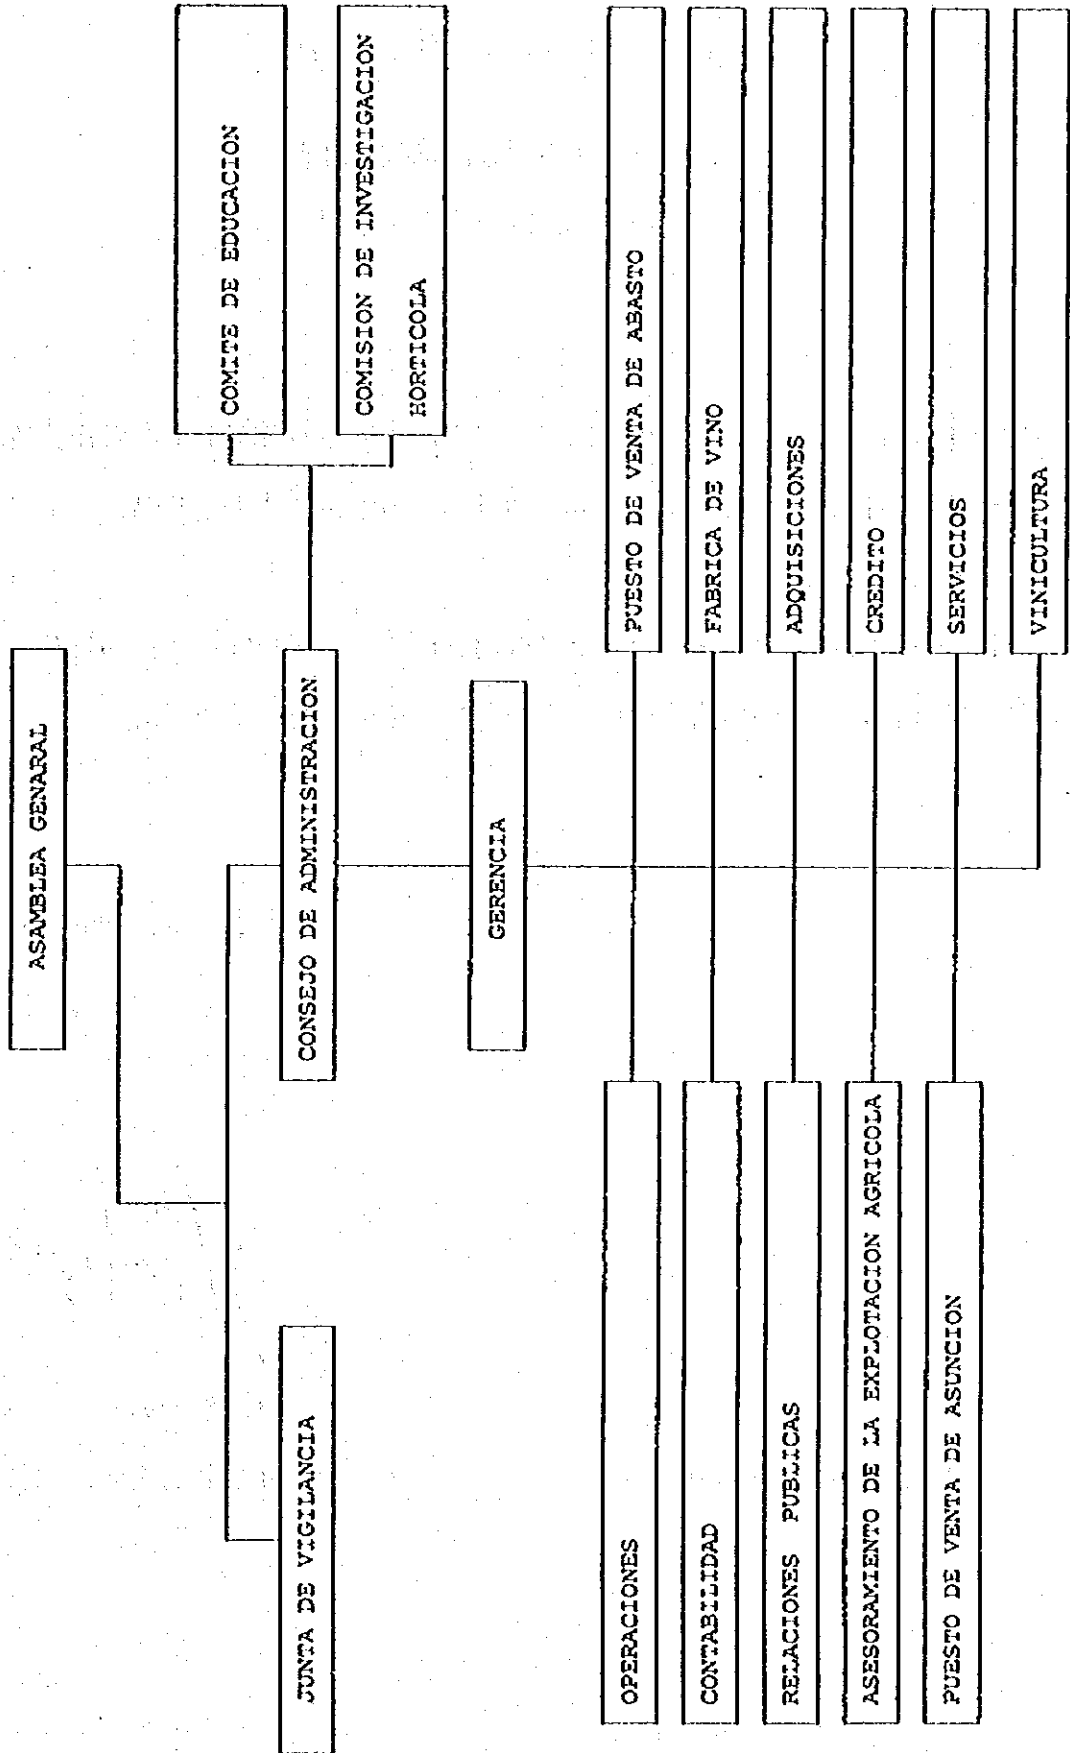 ASAMBLEA GENARAL
JUNTA DE VIGILANCIA
CONSEJO DE ADMINISTRACION
COMITE DE EDUCACION
COMISION DE INVESTIGACION
HORTICOLA
GERENCIA
OPERACIONES
PUESTO DE VENTA DE ABASTO
CONTABILIDAD
FABRICA DE VINO
RELACIONES PUBLICAS
ADQUISICIONES
ASESORAMIENTO DE LA EXPLOTACION AGRICOLA
CREDITO
PUESTO DE VENTA DE ASUNCION
SERVICIOS
VINICULTURA